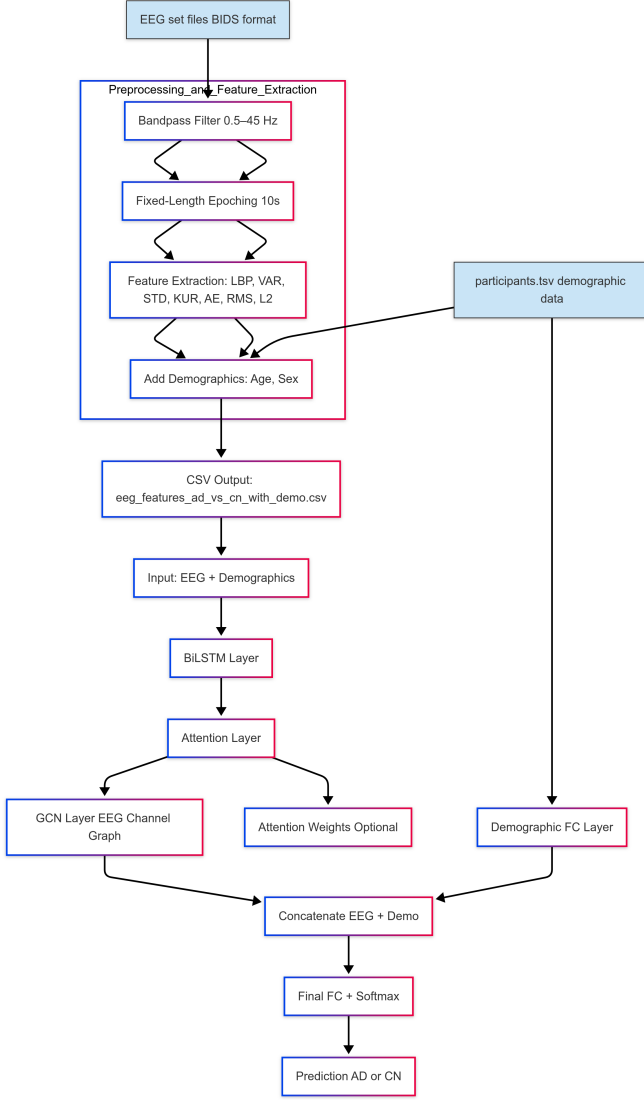 EEG set files BIDS format
Preprocessing_and_Feature_Extraction
Bandpass Filter 0.5–45 Hz
Fixed-Length Epoching 10s
Feature Extraction: LBP, VAR,
STD, KUR, AE, RMS, L2
participants.tsv demographic
data
Add Demographics: Age, Sex
CSV Output:
eeg_features_ad_vs_cn_with_demo.csv
Input: EEG + Demographics
BiLSTM Layer
Attention Layer
GCN Layer EEG Channel
Graph
Attention Weights Optional
Demographic FC Layer
Concatenate EEG + Demo
Final FC + Softmax
Prediction AD or CN